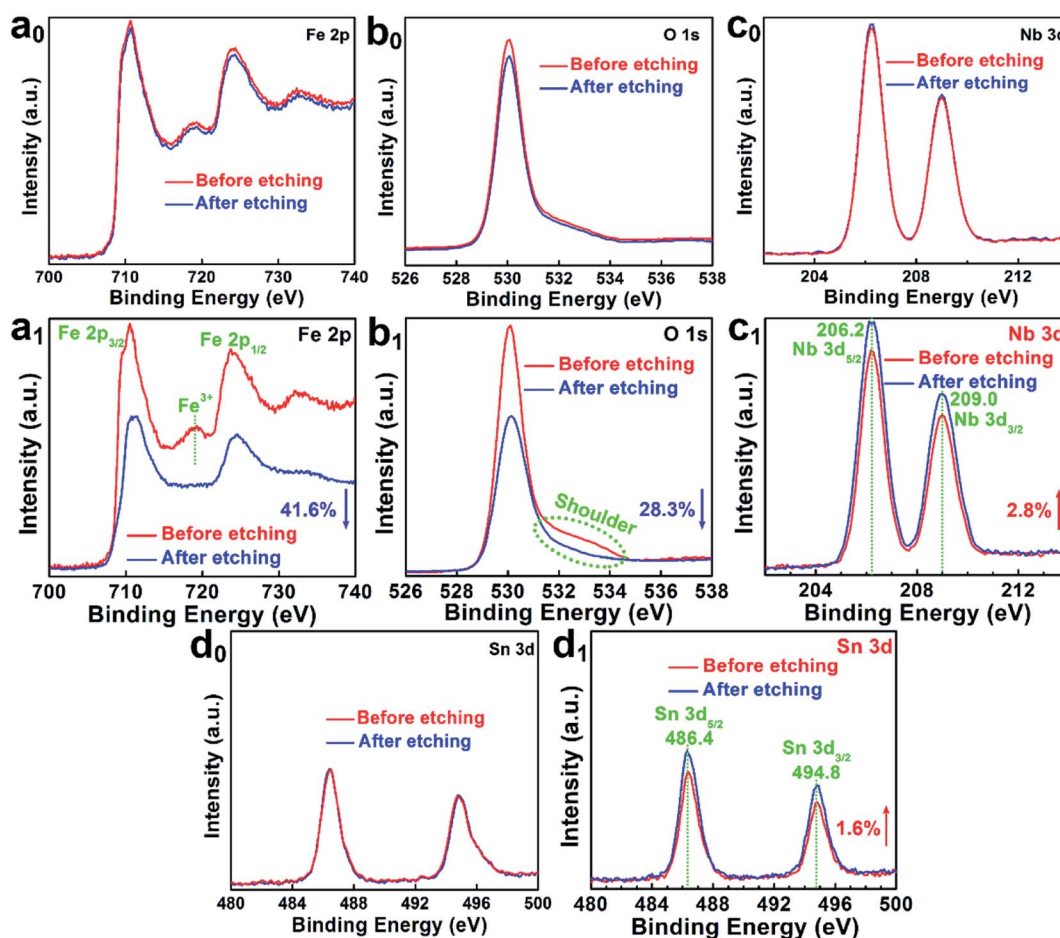 a0
Fe 2p
Before etching
After etching
Intensity (a.u.)
700 710 720 730 740
Binding Energy (eV)
b0
O 1s
Before etching
After etching
Intensity (a.u.)
526 528 530 532 534 536 538
Binding Energy (eV)
c0
Nb 3d
Before etching
After etching
Intensity (a.u.)
204 208 212
Binding Energy (eV)
a1
Fe 2p3/2
Fe 2p
Fe 2p1/2
Fe3+
41.6%
Before etching
After etching
Intensity (a.u.)
700 710 720 730 740
Binding Energy (eV)
b1
O 1s
Before etching
After etching
Shoulder
28.3%
Intensity (a.u.)
526 528 530 532 534 536 538
Binding Energy (eV)
c1
206.2
Nb 3d
Nb 3d5/2
Before etching
After etching
209.0
Nb 3d3/2
2.8%
Intensity (a.u.)
204 208 212
Binding Energy (eV)
d0
Sn 3d
Before etching
After etching
Intensity (a.u.)
480 484 488 492 496 500
Binding Energy (eV)
d1
Sn 3d
Before etching
After etching
Sn 3d5/2
486.4
Sn 3d3/2
494.8
1.6%
Intensity (a.u.)
480 484 488 492 496 500
Binding Energy (eV)